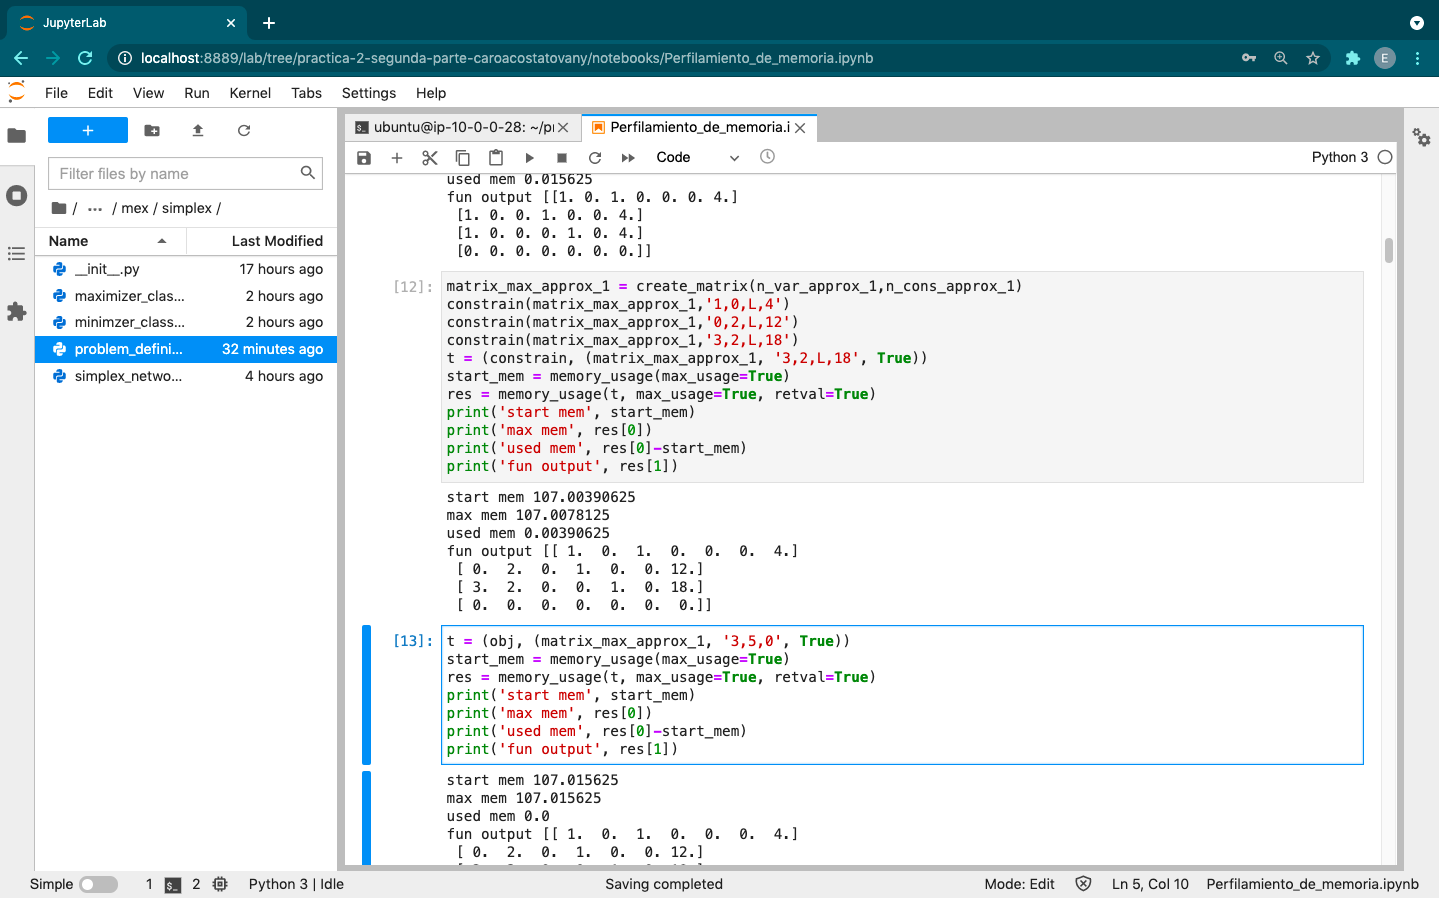 JupyterLab
localhost:8889/lab/tree/practica-2-segunda-parte-caroacostatovany/notebooks/Perfilamiento_de_memoria.ipynb
E
File Edit View Run Kernel Tabs Settings Help
Filter files by name
/ ... / mex / simplex /
Name Last Modified
__init__.py 17 hours ago
maximizer_clas... 2 hours ago
minimzer_class... 2 hours ago
problem_defini... 32 minutes ago
simplex_netwo... 4 hours ago
ubuntu@ip-10-0-0-28: ~/pr
Perfilamiento_de_memoria.i
Code
Python 3
used mem 0.015625
fun output [[1. 0. 1. 0. 0. 0. 4.]
[1. 0. 0. 1. 0. 0. 4.]
[1. 0. 0. 0. 1. 0. 4.]
[0. 0. 0. 0. 0. 0. 0.]]
[12]:
matrix_max_approx_1 = create_matrix(n_var_approx_1,n_cons_approx_1)
constrain(matrix_max_approx_1,'1,0,L,4')
constrain(matrix_max_approx_1,'0,2,L,12')
constrain(matrix_max_approx_1,'3,2,L,18')
t = (constrain, (matrix_max_approx_1, '3,2,L,18', True))
start_mem = memory_usage(max_usage=True)
res = memory_usage(t, max_usage=True, retval=True)
print('start mem', start_mem)
print('max mem', res[0])
print('used mem', res[0]-start_mem)
print('fun output', res[1])
start mem 107.00390625
max mem 107.0078125
used mem 0.00390625
fun output [[ 1. 0. 1. 0. 0. 0. 4.]
[ 0. 2. 0. 1. 0. 0. 12.]
[ 3. 2. 0. 0. 1. 0. 18.]
[ 0. 0. 0. 0. 0. 0. 0.]]
[13]:
t = (obj, (matrix_max_approx_1, '3,5,0', True))
start_mem = memory_usage(max_usage=True)
res = memory_usage(t, max_usage=True, retval=True)
print('start mem', start_mem)
print('max mem', res[0])
print('used mem', res[0]-start_mem)
print('fun output', res[1])
start mem 107.015625
max mem 107.015625
used mem 0.0
fun output [[ 1. 0. 1. 0. 0. 0. 4.]
[ 0. 2. 0. 1. 0. 0. 12.]
Simple 1 2 Python 3 | Idle Saving completed Mode: Edit Ln 5, Col 10 Perfilamiento_de_memoria.ipynb